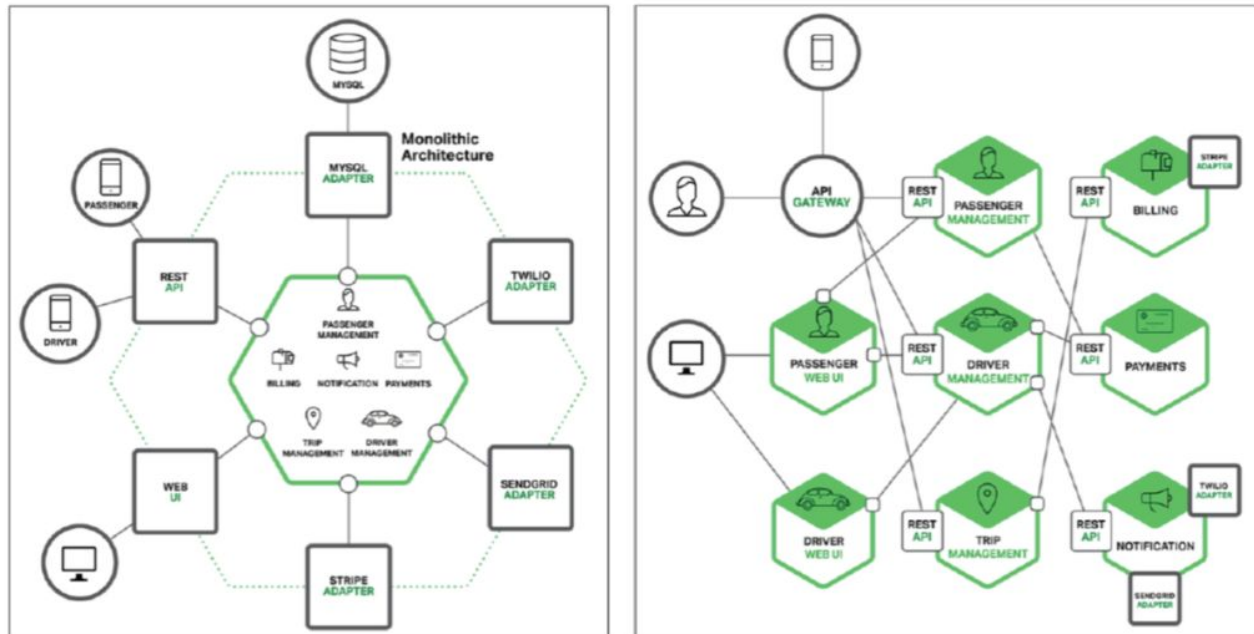 MYSQL
Monolithic
Architecture
MYSQL
ADAPTER
PASSENGER
REST
API
TWILIO
ADAPTER
DRIVER
PASSENGER
MANAGEMENT
BILLING
NOTIFICATION
PAYMENTS
TRIP
MANAGEMENT
DRIVER
MANAGEMENT
WEB
UI
SENDGRID
ADAPTER
STRIPE
ADAPTER
API
GATEWAY
REST
API
PASSENGER
MANAGEMENT
REST
API
BILLING
STRIPE
ADAPTER
PASSENGER
WEB UI
REST
API
DRIVER
MANAGEMENT
REST
API
PAYMENTS
DRIVER
WEB UI
REST
API
TRIP
MANAGEMENT
REST
API
NOTIFICATION
TWILIO
ADAPTER
SENDGRID
ADAPTER